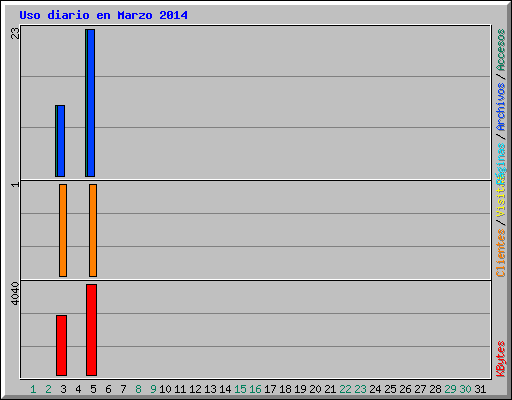 Uso diario en Marzo 2014
23
1
4040
Accesos / Archivos / Páginas
Clientes / Visitas
KBytes
1 2 3 4 5 6 7 8 9 10 11 12 13 14 15 16 17 18 19 20 21 22 23 24 25 26 27 28 29 30 31